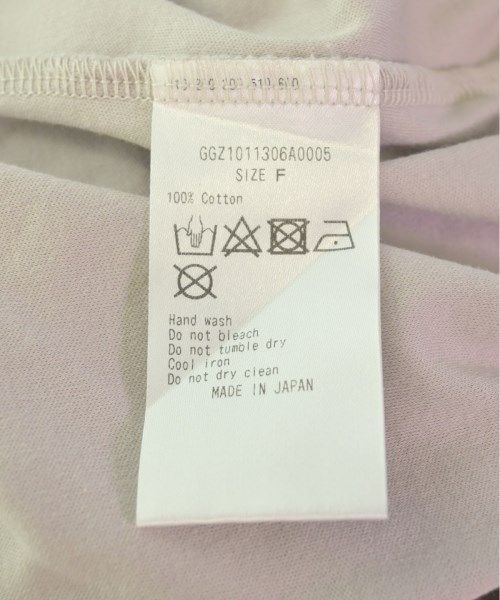 GGZ1011306A0005
SIZE F
100% Cotton
Hand wash
Do not bleach
Do not tumble dry
Cool iron
Do not dry clean
MADE IN JAPAN